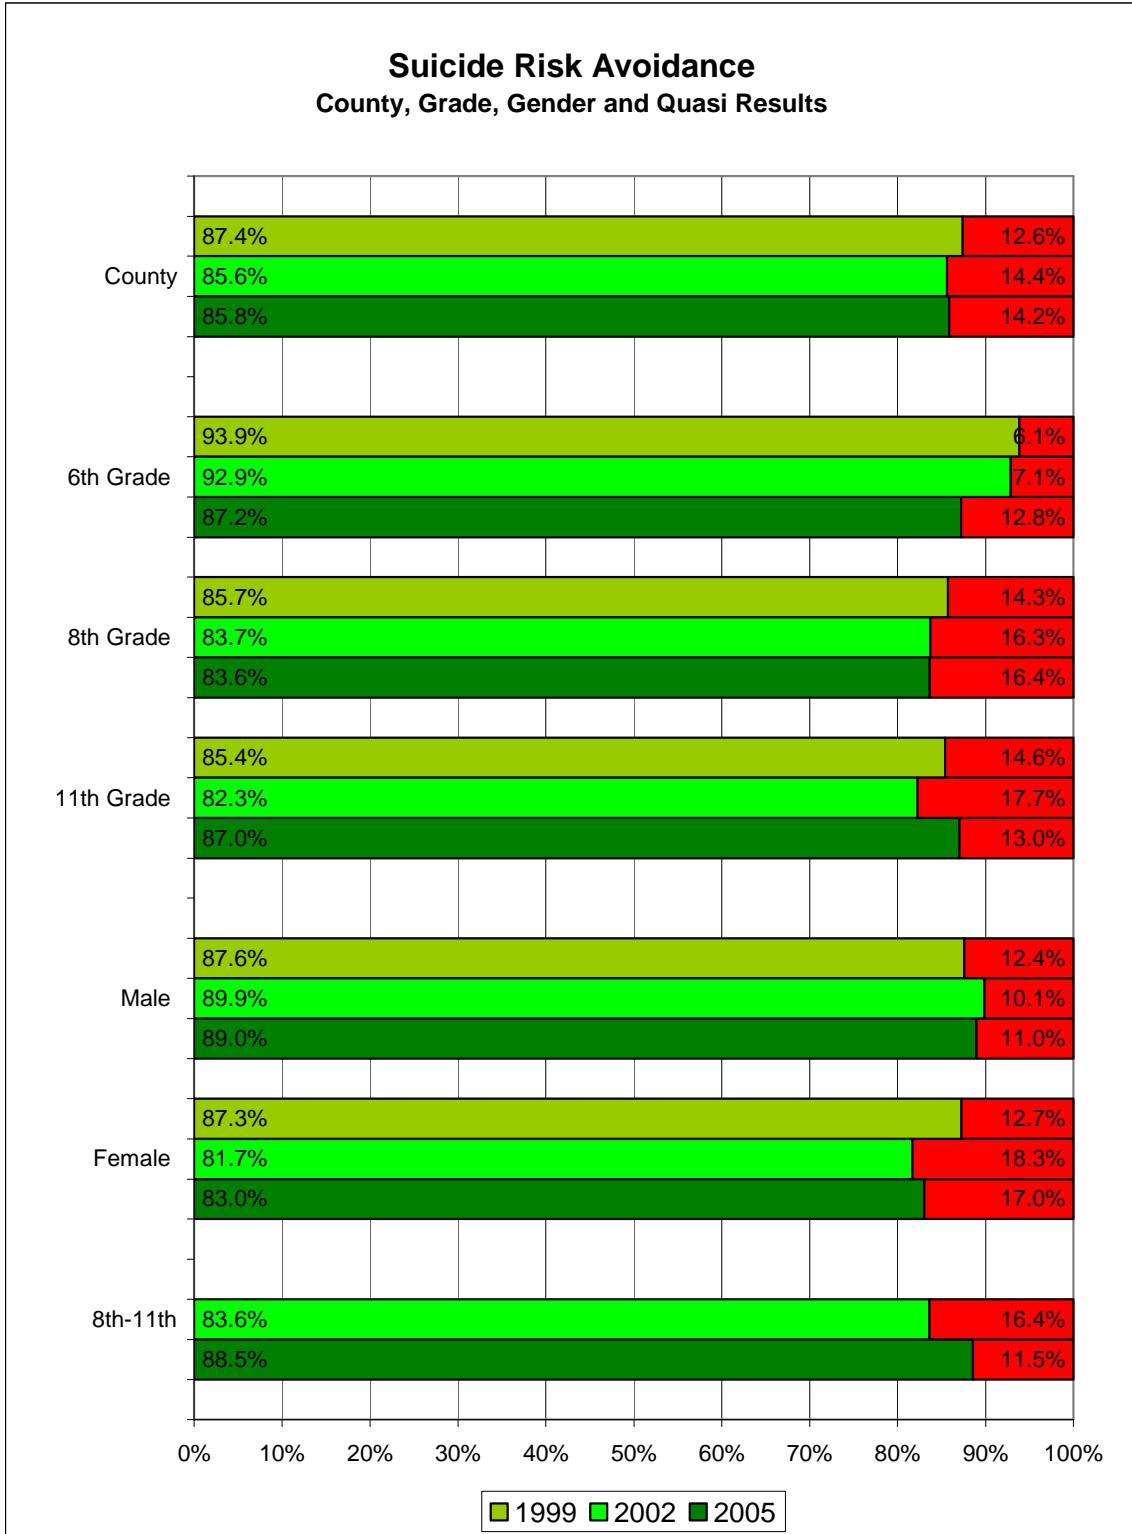 Suicide Risk Avoidance
County, Grade, Gender and Quasi Results
87.4% 12.6%
County 85.6% 14.4%
85.8% 14.2%
93.9% 6.1%
6th Grade 92.9% 7.1%
87.2% 12.8%
85.7% 14.3%
8th Grade 83.7% 16.3%
83.6% 16.4%
85.4% 14.6%
11th Grade 82.3% 17.7%
87.0% 13.0%
87.6% 12.4%
Male 89.9% 10.1%
89.0% 11.0%
87.3% 12.7%
Female 81.7% 18.3%
83.0% 17.0%
8th-11th 83.6% 16.4%
88.5% 11.5%
0% 10% 20% 30% 40% 50% 60% 70% 80% 90% 100%
1999 2002 2005